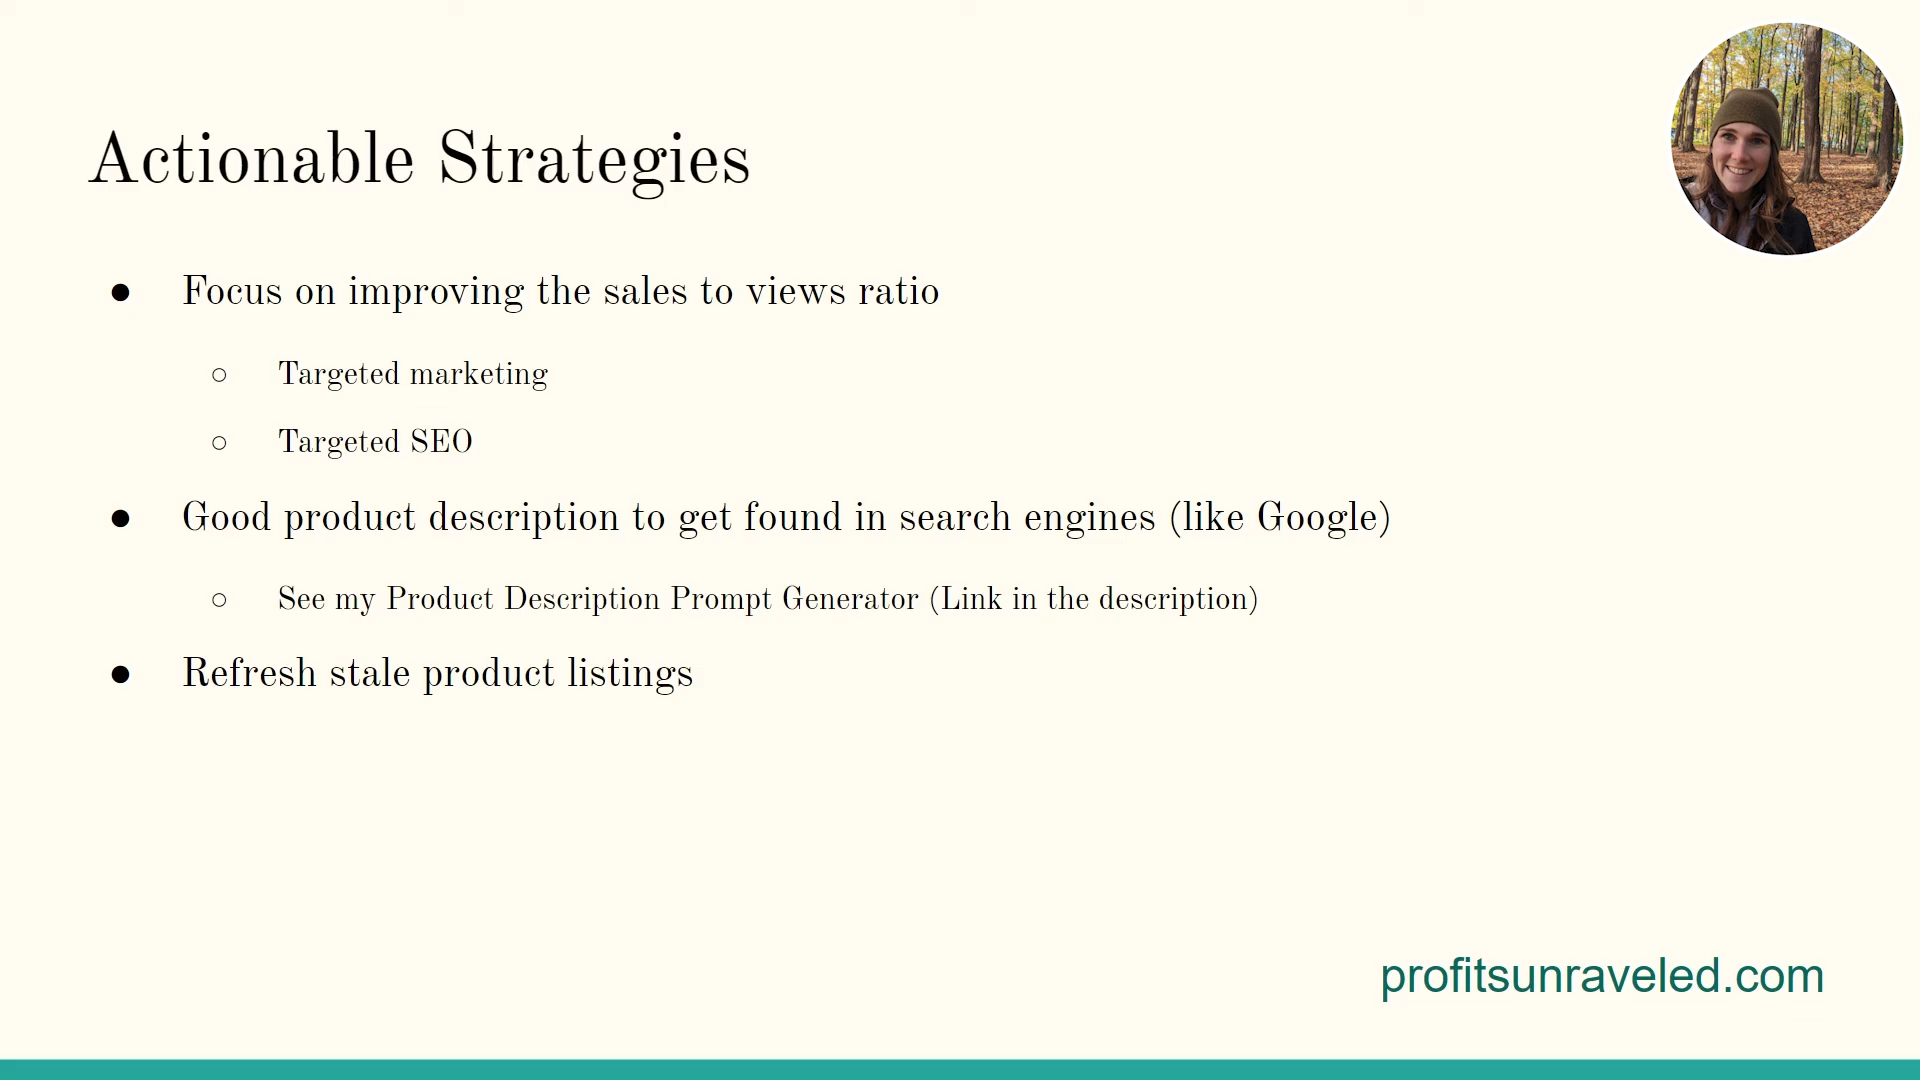 Actionable Strategies
● Focus on improving the sales to views ratio
○ Targeted marketing
○ Targeted SEO
● Good product description to get found in search engines (like Google)
○ See my Product Description Prompt Generator (Link in the description)
● Refresh stale product listings
profitsunraveled.com